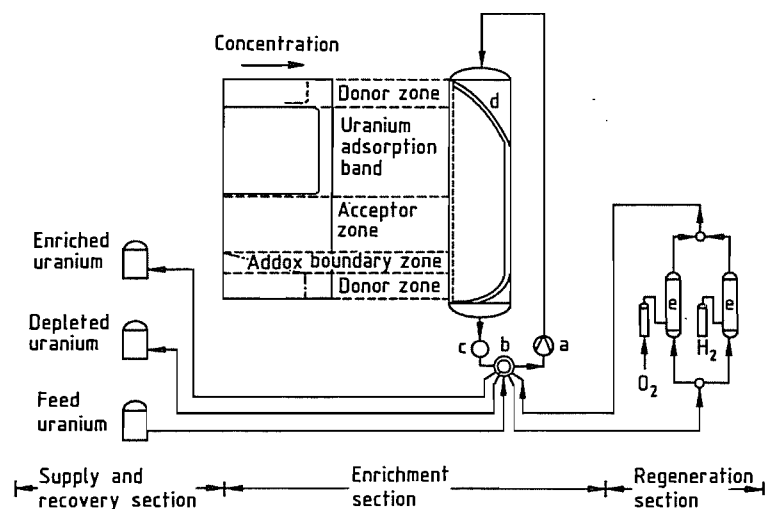 Concentration
Donor zone
d
Uranium
adsorption
band
Acceptor
zone
Enriched
uranium
Addox boundary zone
Donor zone
e
e
Depleted
uranium
c
b
a
H2
O2
Feed
uranium
Supply and
recovery section
Enrichment
section
Regeneration
section